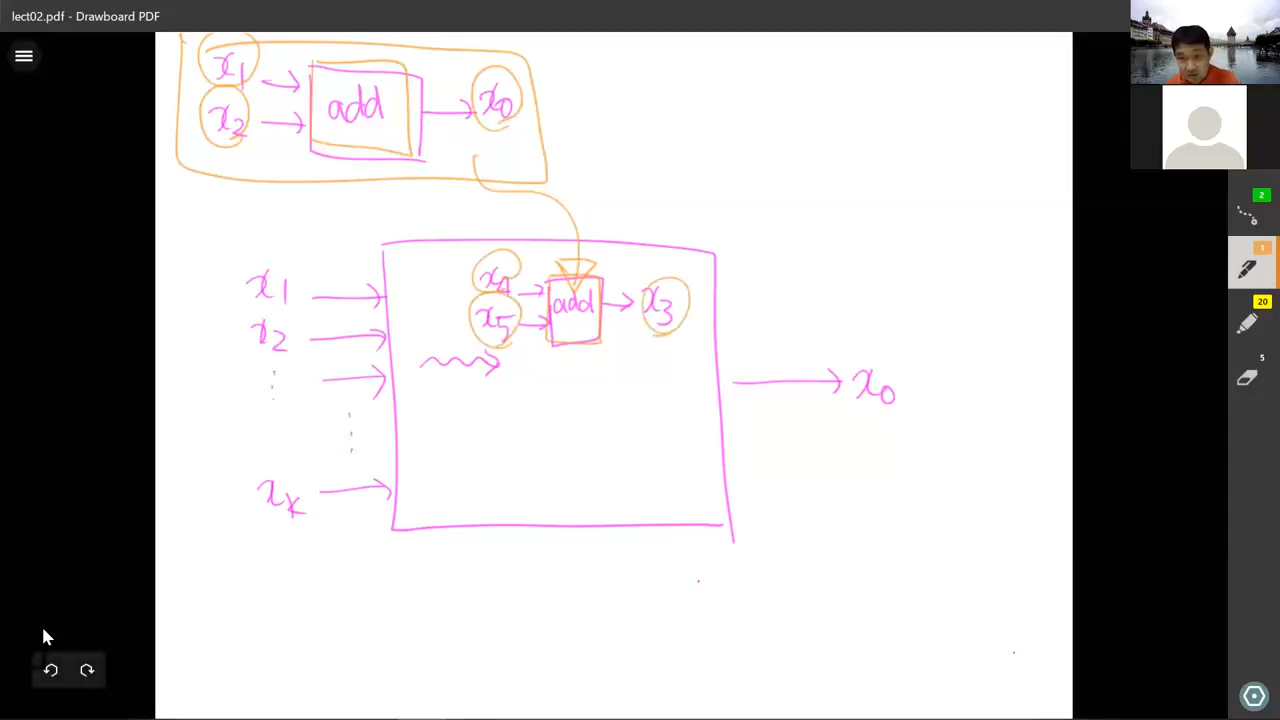 lect02.pdf - Drawboard PDF
x1
x2
add
x0
x4
x5
add
x3
x1
x2
⋮
⋮
xk
x0
2
1
20
5